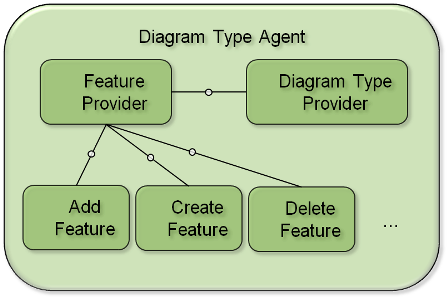 Diagram Type Agent
Feature
Provider
Diagram Type
Provider
Add
Feature
Create
Feature
Delete
Feature
...